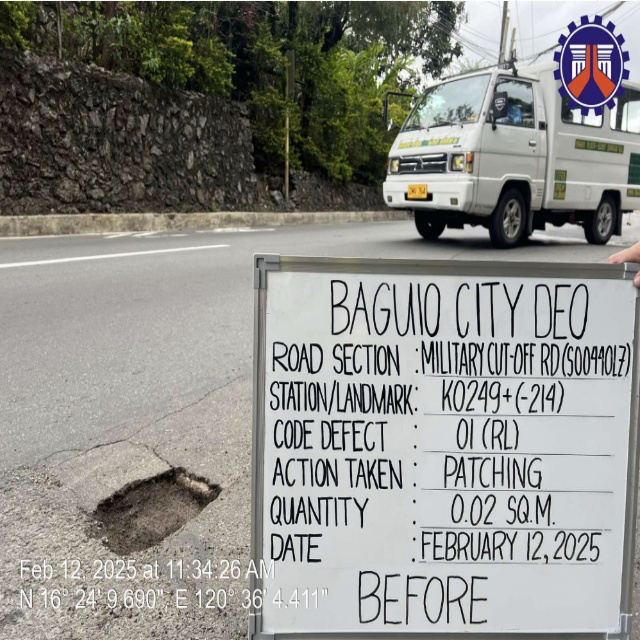 BAGUIO CITY DEO
ROAD SECTION : MILITARY CUT-OFF RD (S00440LZ)
STATION/LANDMARK: K0249+(-214)
CODE DEFECT : 01 (RL)
ACTION TAKEN : PATCHING
QUANTITY : 0.02 SQ.M.
DATE : FEBRUARY 12, 2025
BEFORE
Feb 12, 2025 at 11:34:26 AM
N 16° 24' 9.690", E 120° 36' 4.411"